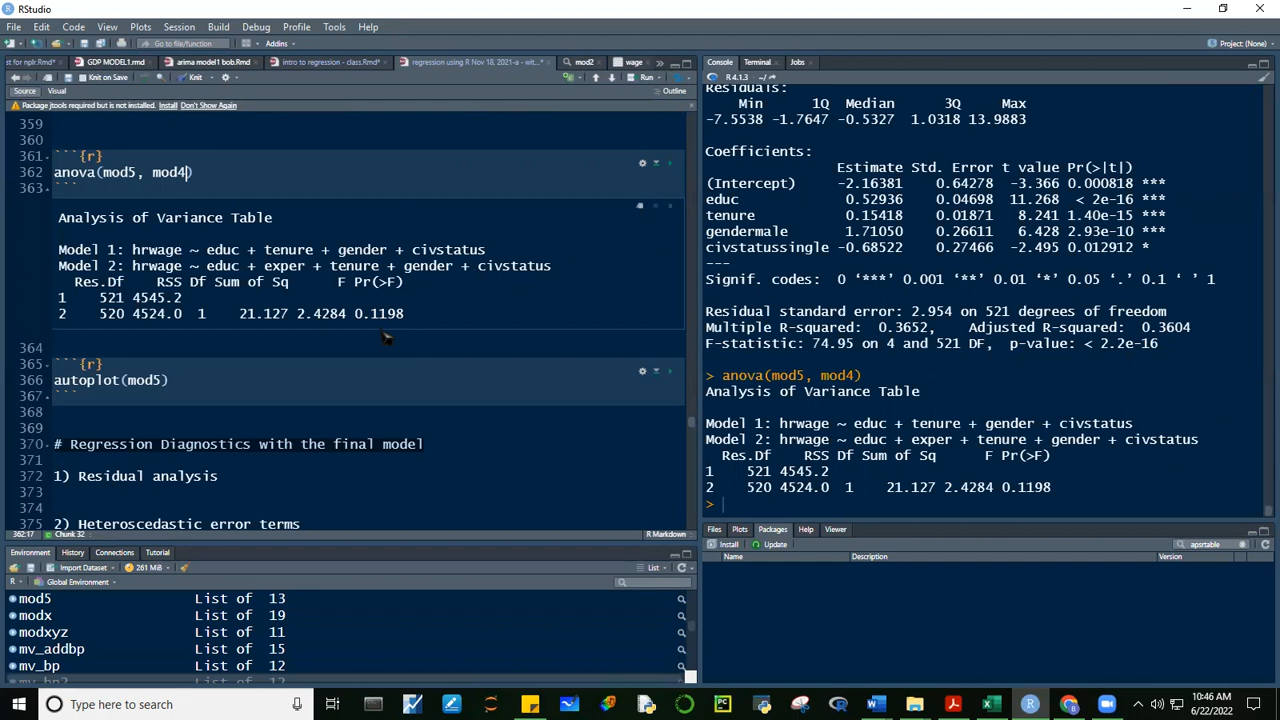 RStudio
File Edit Code View Plots Session Build Debug Profile Tools Help
Go to file/function Addins Project: (None)
st for nplr.Rmd* GDP MODEL1.rmd arima model1 bob.Rmd intro to regression - class.Rmd* regression using R Nov 18, 2021-a - wit...* mod2 wage
Knit on Save Knit Run
Source Visual Outline
Package jtools required but is not installed. Install Don't Show Again
359
360
361 ```{r}
362 anova(mod5, mod4)
363 ```
Analysis of Variance Table
Model 1: hrwage ~ educ + tenure + gender + civstatus
Model 2: hrwage ~ educ + exper + tenure + gender + civstatus
Res.Df RSS Df Sum of Sq F Pr(>F)
1 521 4545.2
2 520 4524.0 1 21.127 2.4284 0.1198
364
365 ```{r}
366 autoplot(mod5)
367 ```
368
369
370 # Regression Diagnostics with the final model
371
372 1) Residual analysis
373
374
375 2) Heteroscedastic error terms
362:17 Chunk 32 R Markdown
Environment History Connections Tutorial
Import Dataset 261 MiB List
R Global Environment
mod5 List of 13
modx List of 19
modxyz List of 11
mv_addbp List of 15
mv_bp List of 12
Console Terminal Jobs
R 4.1.3 · ~/
Residuals:
Min 1Q Median 3Q Max
-7.5538 -1.7647 -0.5327 1.0318 13.9883
Coefficients:
Estimate Std. Error t value Pr(>|t|)
(Intercept) -2.16381 0.64278 -3.366 0.000818 ***
educ 0.52936 0.04698 11.268 < 2e-16 ***
tenure 0.15418 0.01871 8.241 1.40e-15 ***
gendermale 1.71050 0.26611 6.428 2.93e-10 ***
civstatussingle -0.68522 0.27466 -2.495 0.012912 *
---
Signif. codes: 0 ‘***’ 0.001 ‘**’ 0.01 ‘*’ 0.05 ‘.’ 0.1 ‘ ’ 1
Residual standard error: 2.954 on 521 degrees of freedom
Multiple R-squared: 0.3652, Adjusted R-squared: 0.3604
F-statistic: 74.95 on 4 and 521 DF, p-value: < 2.2e-16
> anova(mod5, mod4)
Analysis of Variance Table
Model 1: hrwage ~ educ + tenure + gender + civstatus
Model 2: hrwage ~ educ + exper + tenure + gender + civstatus
Res.Df RSS Df Sum of Sq F Pr(>F)
1 521 4545.2
2 520 4524.0 1 21.127 2.4284 0.1198
>
Files Plots Packages Help Viewer
Install Update apsrtable
Name Description Version
Type here to search
10:46 AM
6/22/2022